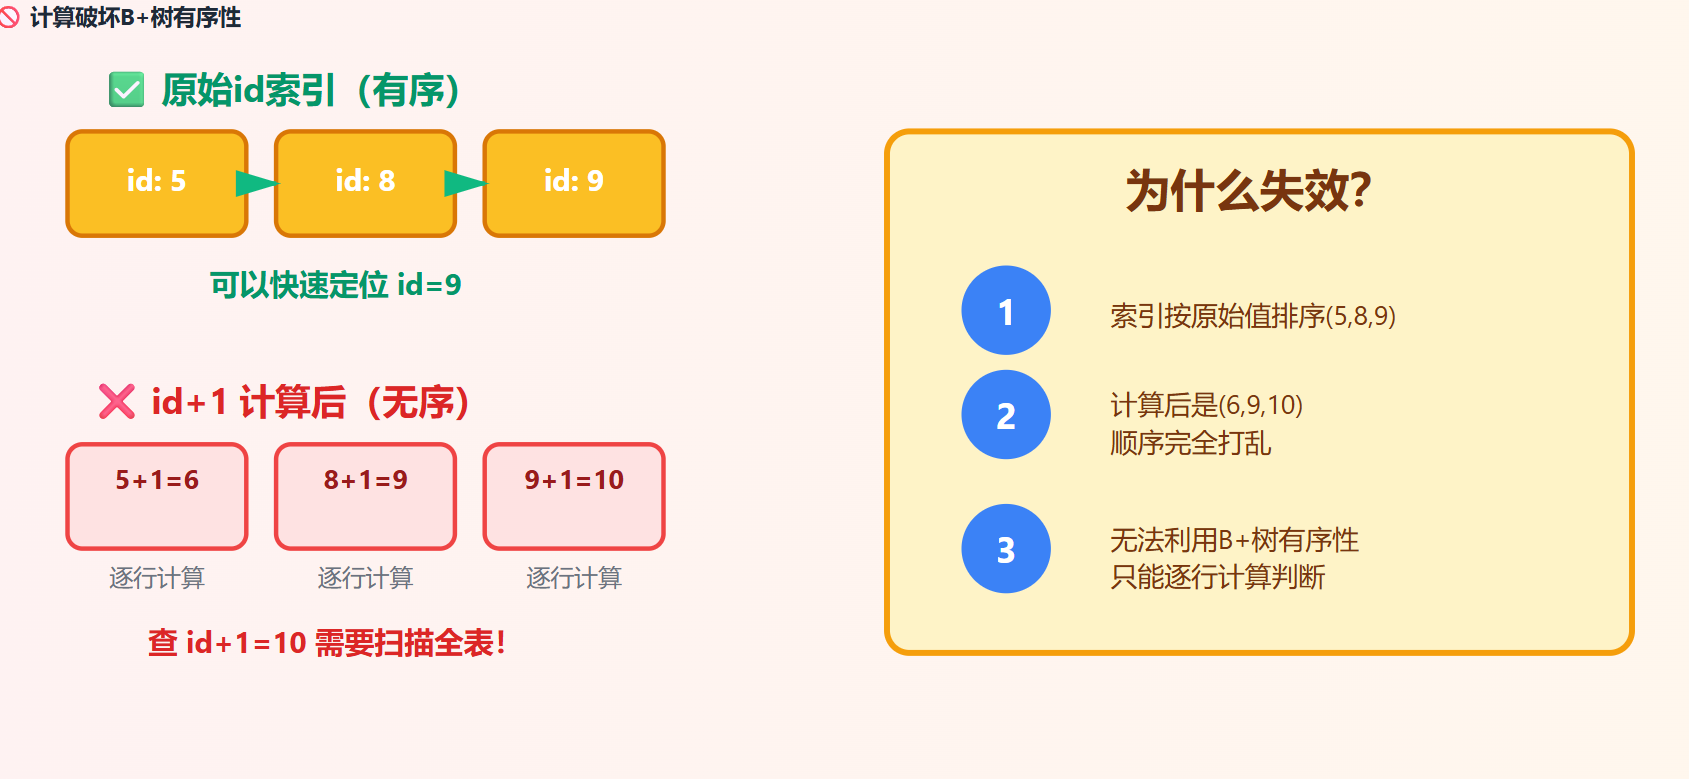 🚫 计算破坏B+树有序性
✅ 原始id索引（有序）
id: 5
id: 8
id: 9
可以快速定位 id=9
❌ id+1 计算后（无序）
5+1=6
8+1=9
9+1=10
逐行计算
逐行计算
逐行计算
查 id+1=10 需要扫描全表！
为什么失效？
1
索引按原始值排序(5,8,9)
2
计算后是(6,9,10)
顺序完全打乱
3
无法利用B+树有序性
只能逐行计算判断